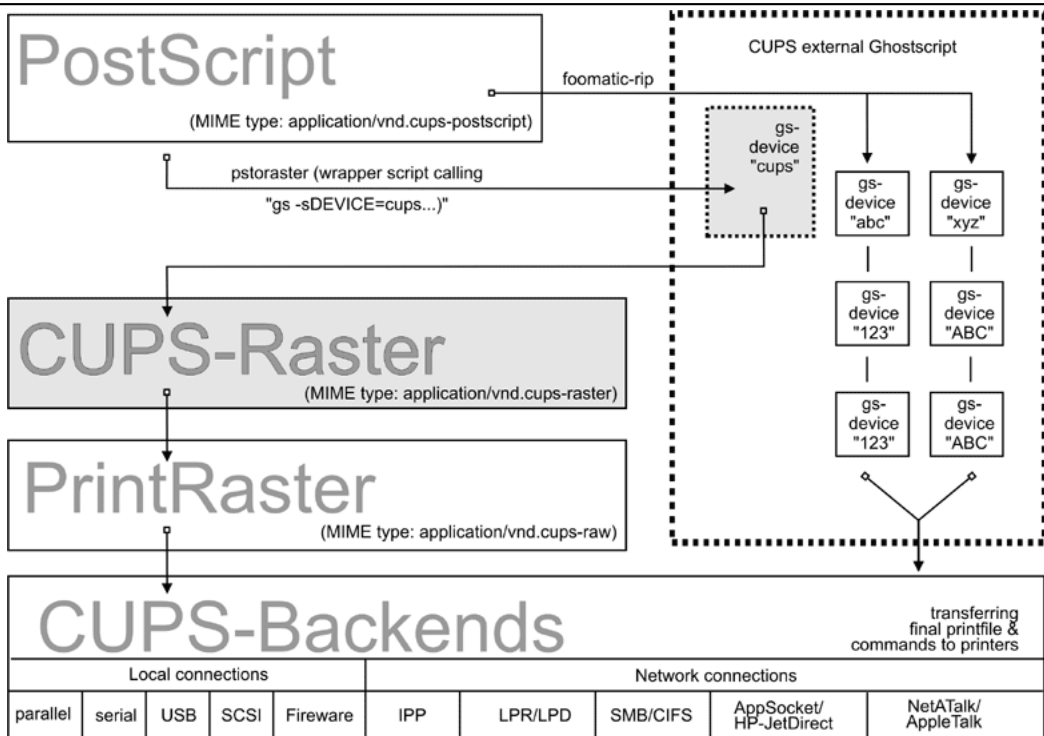 PostScript
(MIME type: application/vnd.cups-postscript)
CUPS external Ghostscript
foomatic-rip
gs-
device
"cups"
pstoraster (wrapper script calling
"gs -sDEVICE=cups...)"
gs-
device
"abc"
gs-
device
"xyz"
gs-
device
"123"
gs-
device
"ABC"
gs-
device
"123"
gs-
device
"ABC"
CUPS-Raster
(MIME type: application/vnd.cups-raster)
PrintRaster
(MIME type: application/vnd.cups-raw)
CUPS-Backends
transferring
final printfile &
commands to printers
Local connections
Network connections
parallel
serial
USB
SCSI
Fireware
IPP
LPR/LPD
SMB/CIFS
AppSocket/
HP-JetDirect
NetATalk/
AppleTalk